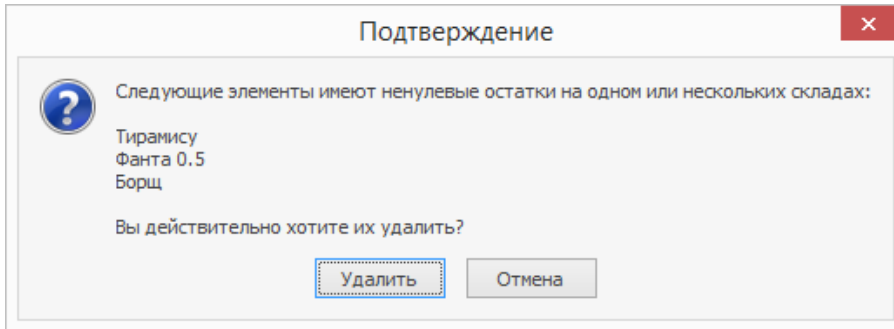 Подтверждение
Следующие элементы имеют ненулевые остатки на одном или нескольких складах:
Тирамису
Фанта 0.5
Борщ
Вы действительно хотите их удалить?
Удалить
Отмена